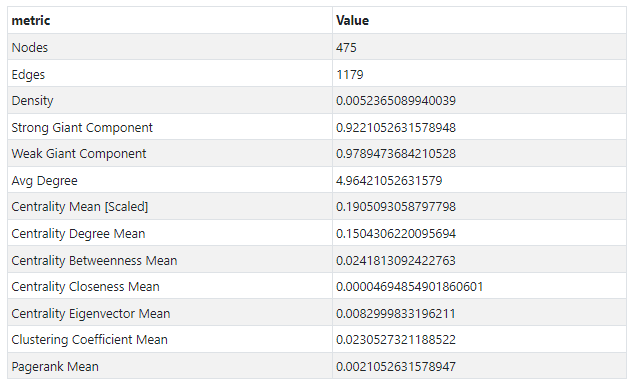 metric Value
Nodes 475
Edges 1179
Density 0.0052365089940039
Strong Giant Component 0.9221052631578948
Weak Giant Component 0.9789473684210528
Avg Degree 4.96421052631579
Centrality Mean [Scaled] 0.1905093058797798
Centrality Degree Mean 0.1504306220095694
Centrality Betweenness Mean 0.0241813092422763
Centrality Closeness Mean 0.00004694854901860601
Centrality Eigenvector Mean 0.0082999833196211
Clustering Coefficient Mean 0.0230527321188522
Pagerank Mean 0.0021052631578947